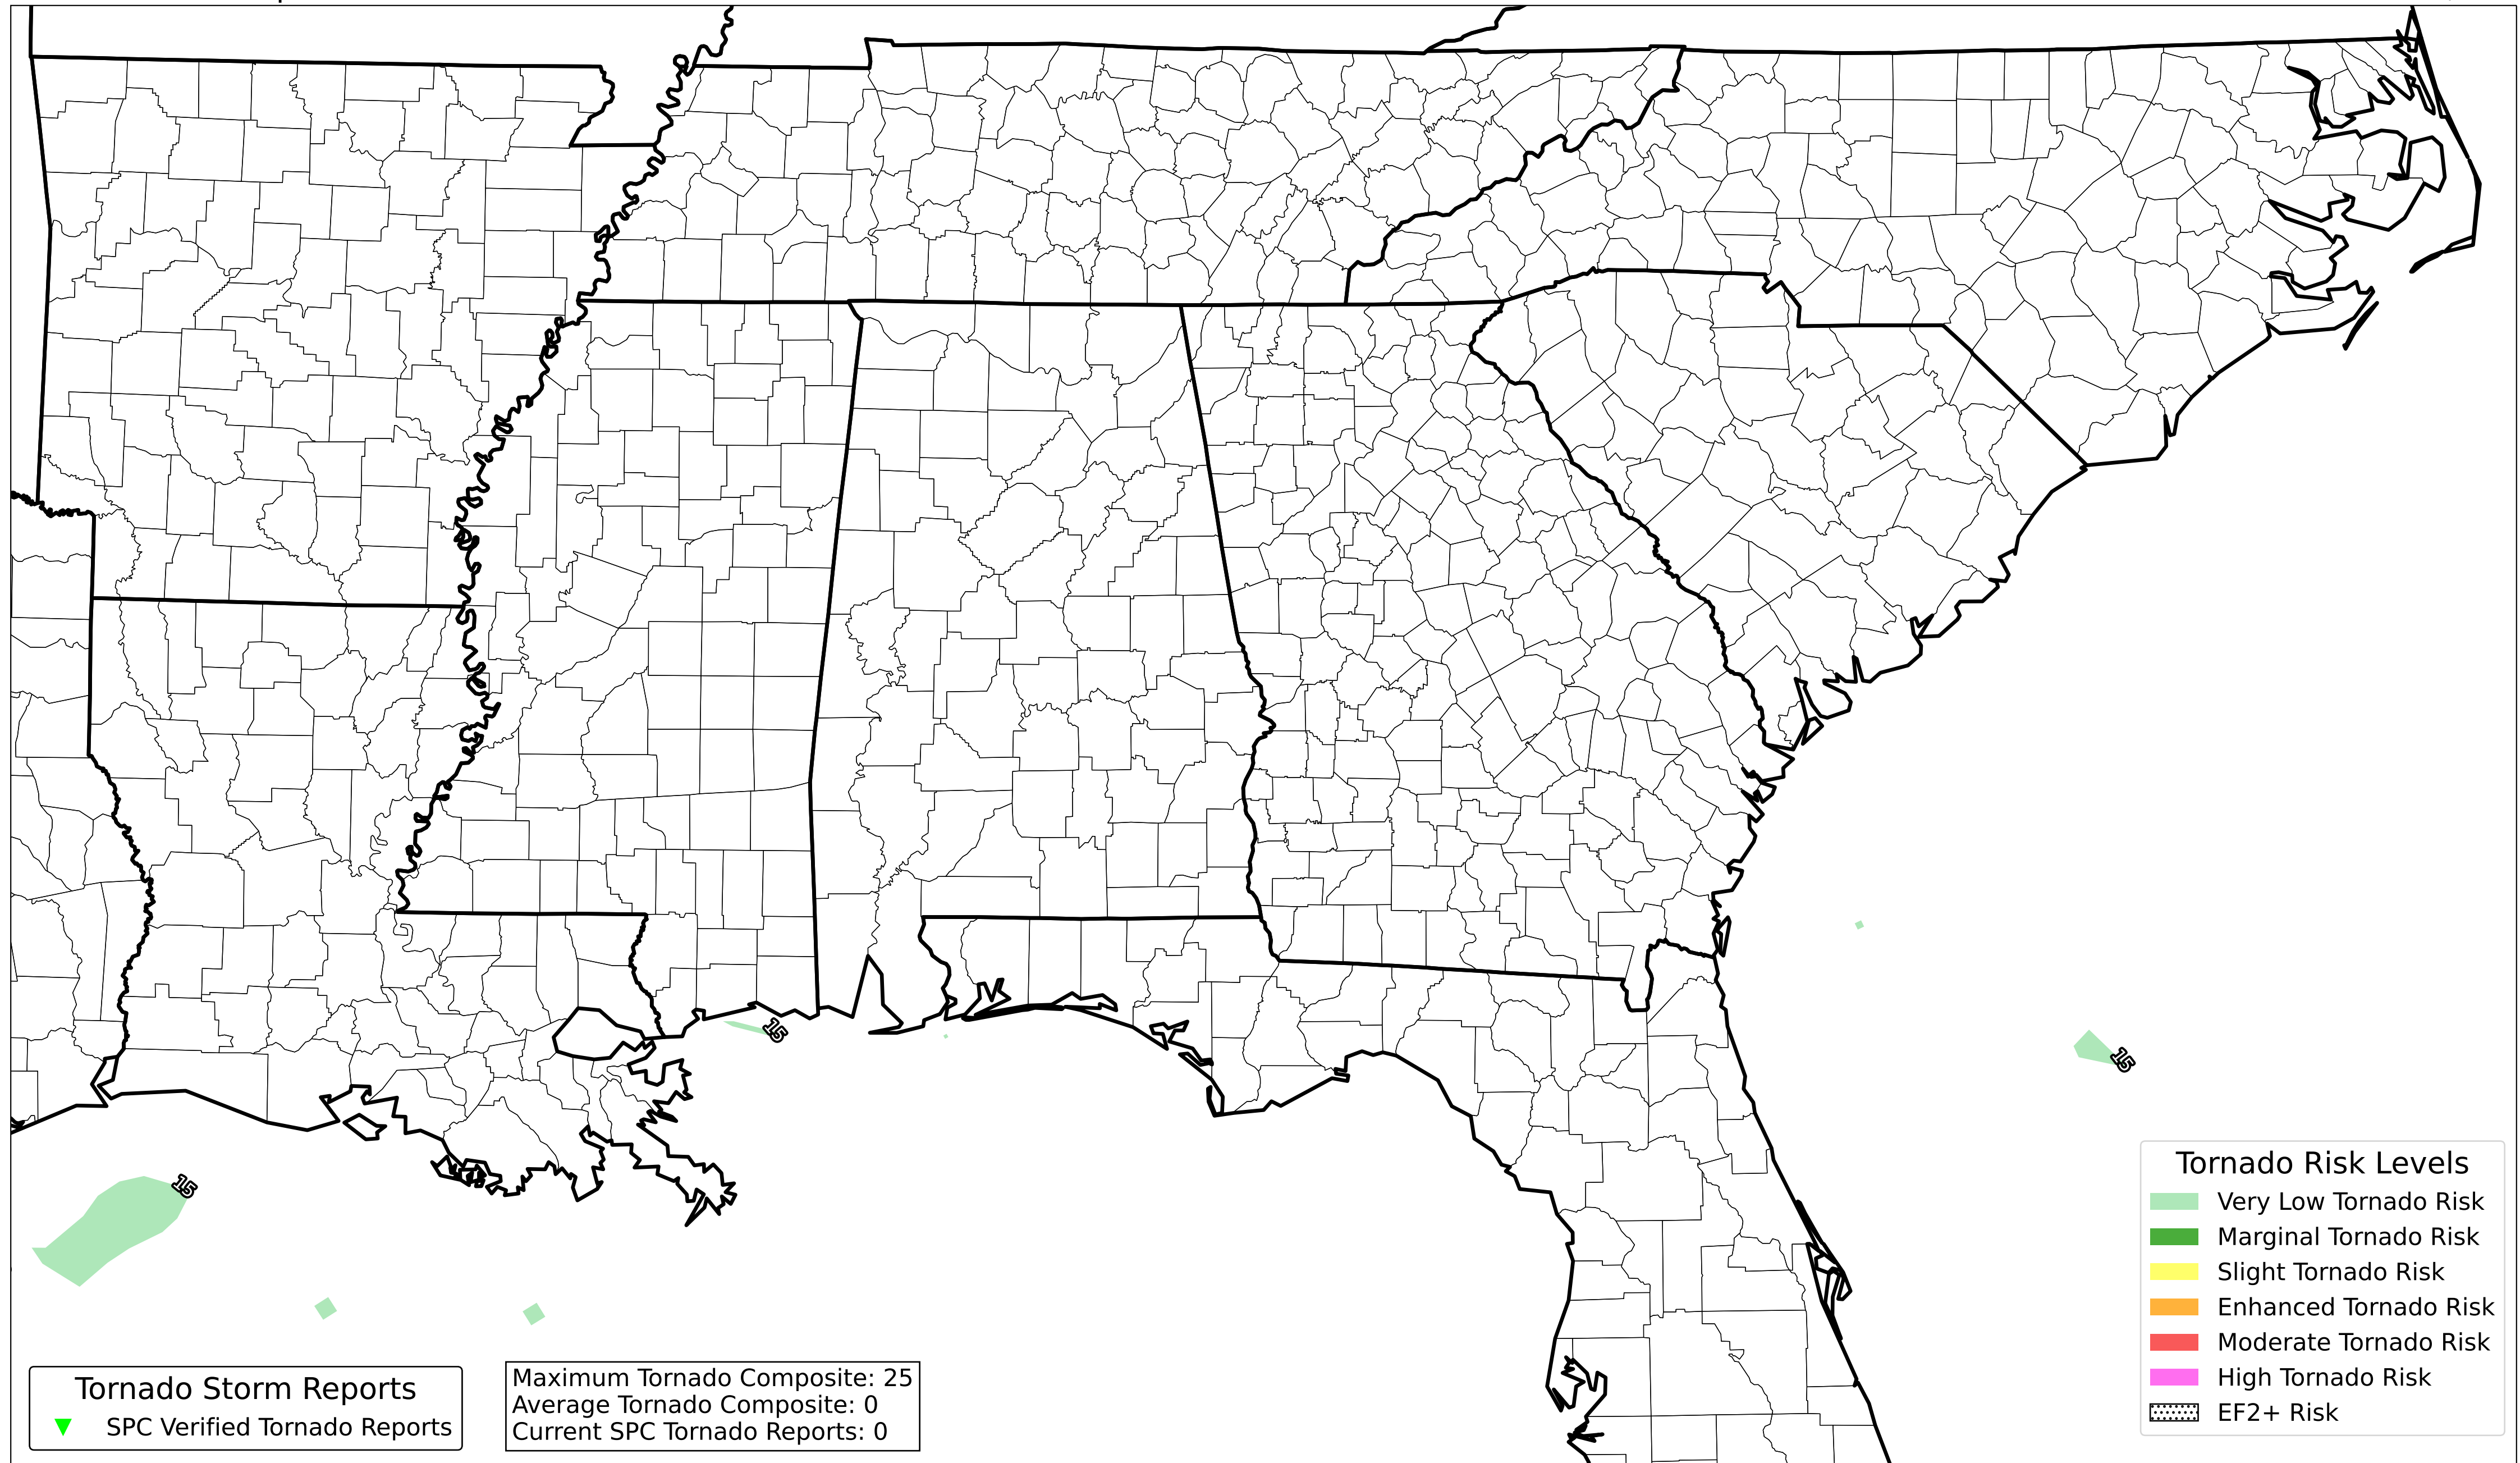 15
15
15
Tornado Risk Levels
Very Low Tornado Risk
Marginal Tornado Risk
Slight Tornado Risk
Enhanced Tornado Risk
Moderate Tornado Risk
High Tornado Risk
EF2+ Risk
Tornado Storm Reports
SPC Verified Tornado Reports
Maximum Tornado Composite: 25
Average Tornado Composite: 0
Current SPC Tornado Reports: 0